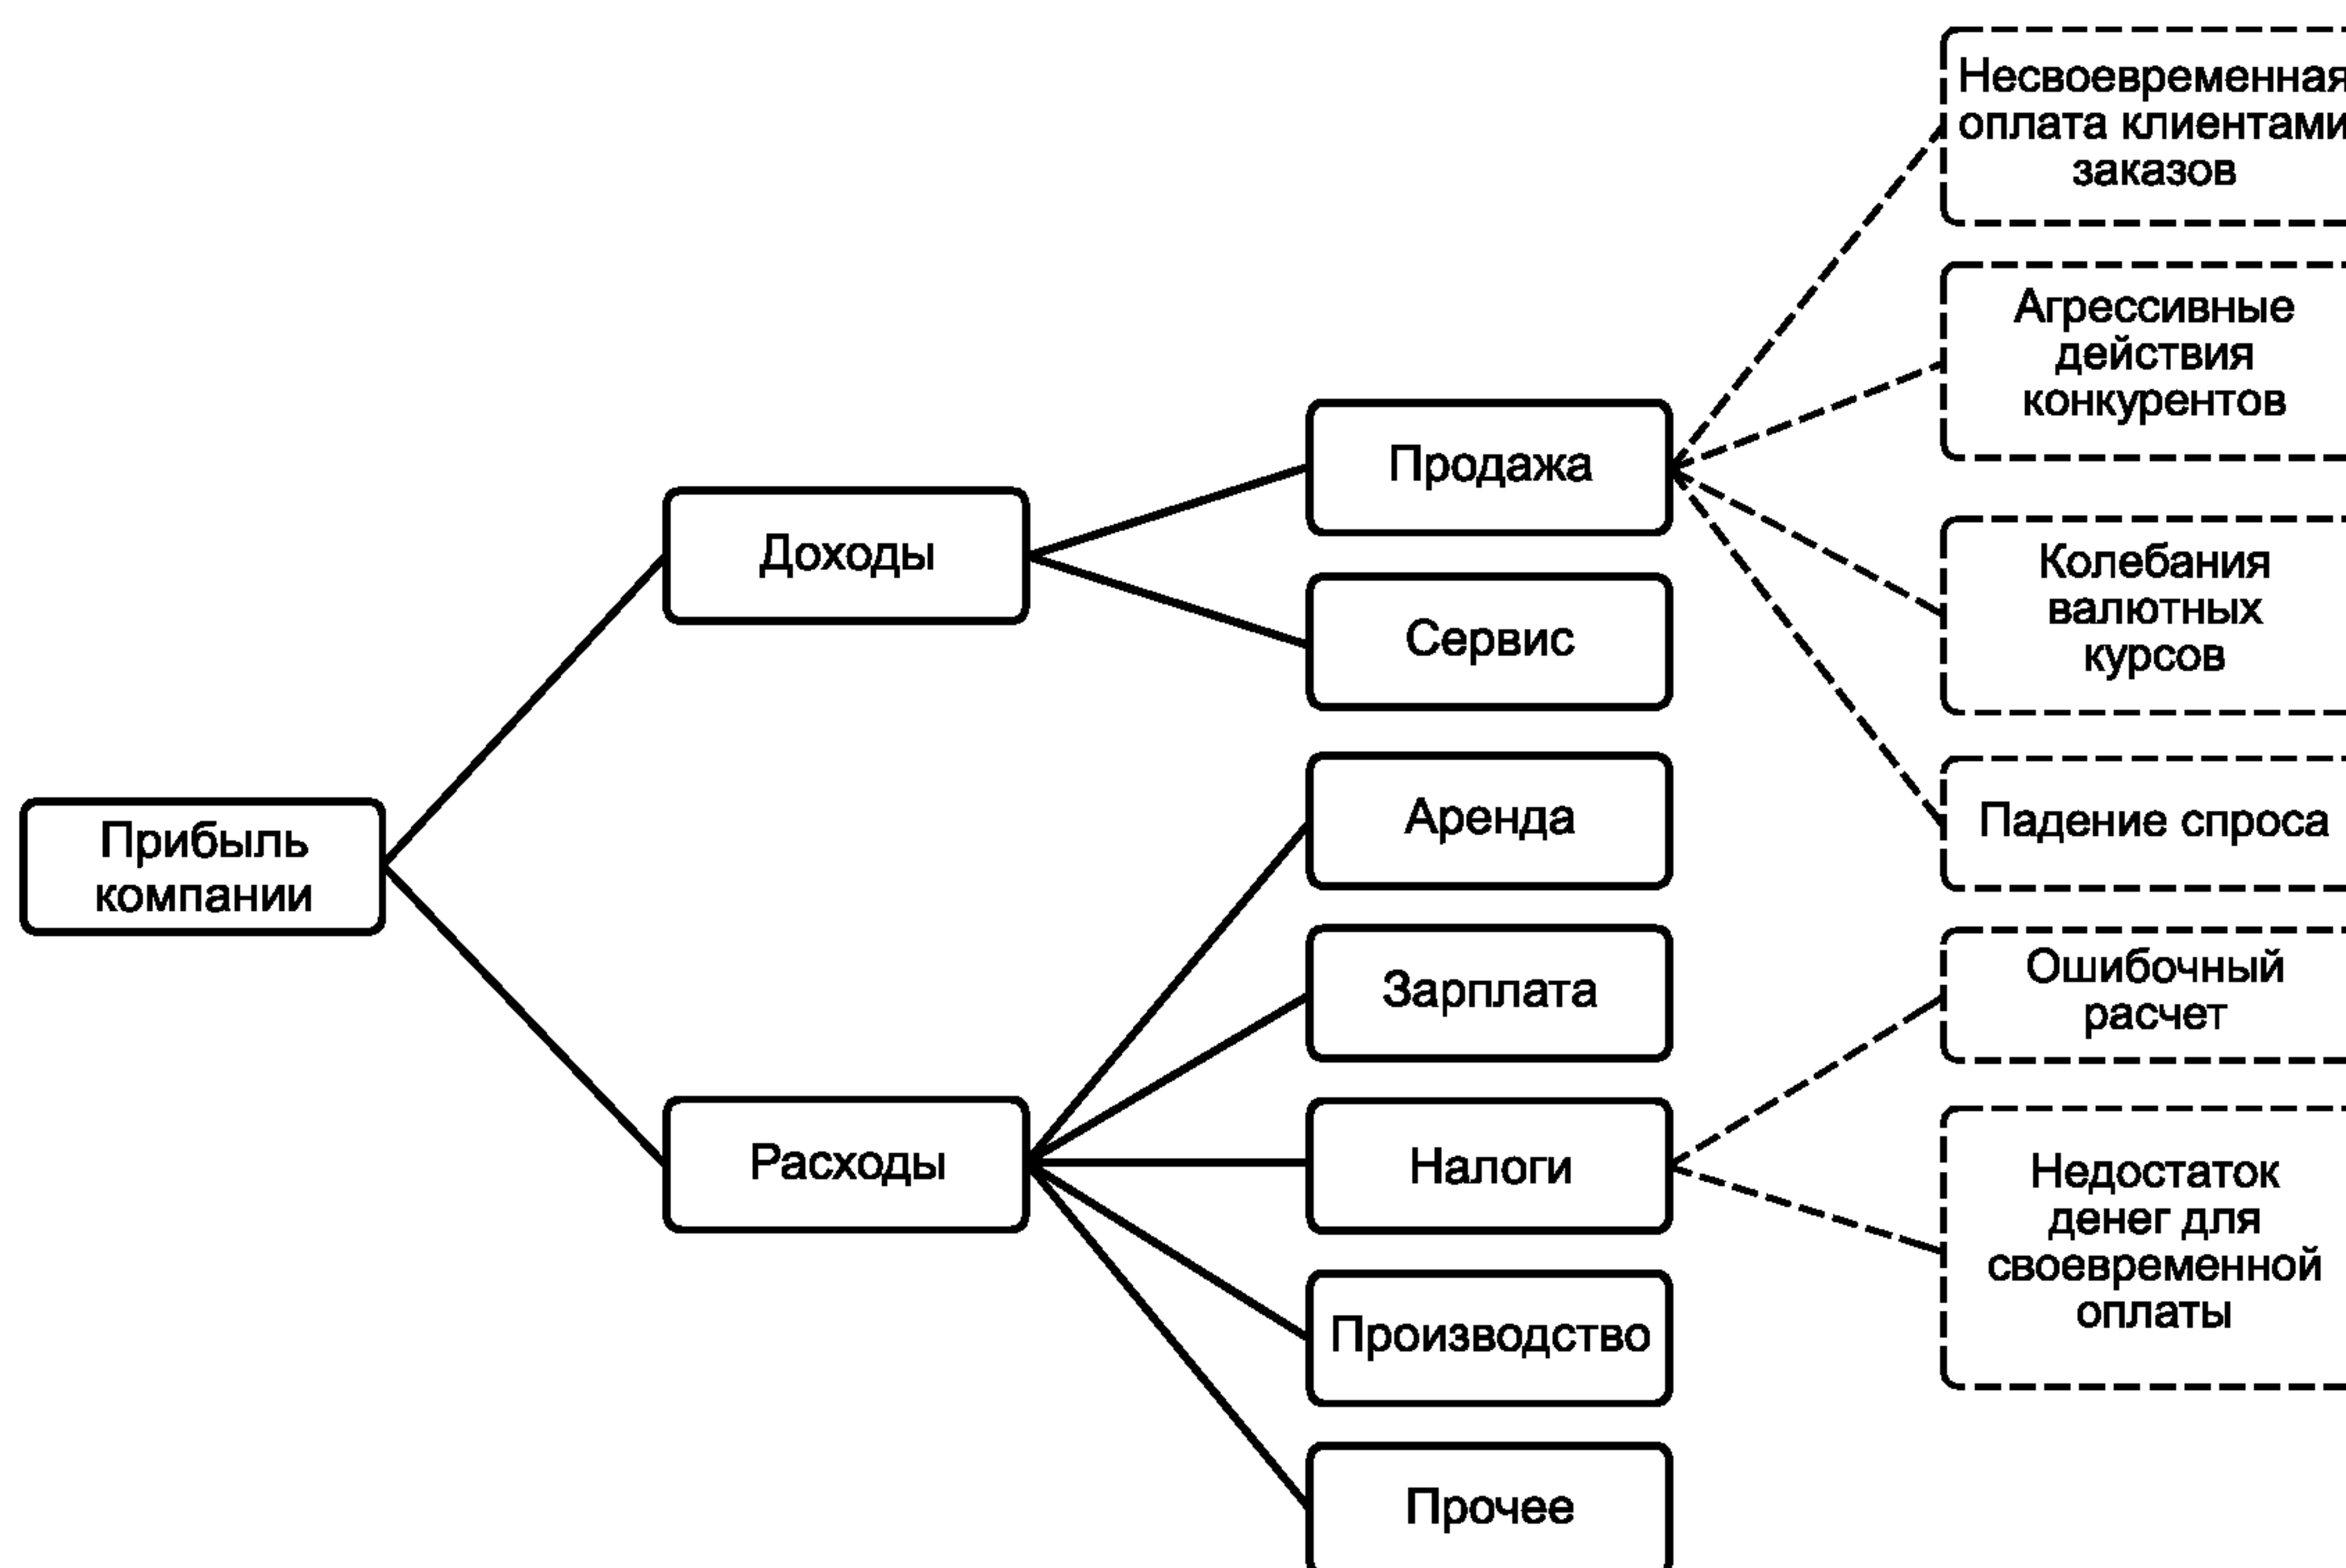 Прибыль
компании
Доходы
Расходы
Продажа
Сервис
Аренда
Зарплата
Налоги
Производство
Прочее
Несвоевременная
оплата клиентами
заказов
Агрессивные
действия
конкурентов
Колебания
валютных
курсов
Падение спроса
Ошибочный
расчет
Недостаток
денег для
своевременной
оплаты